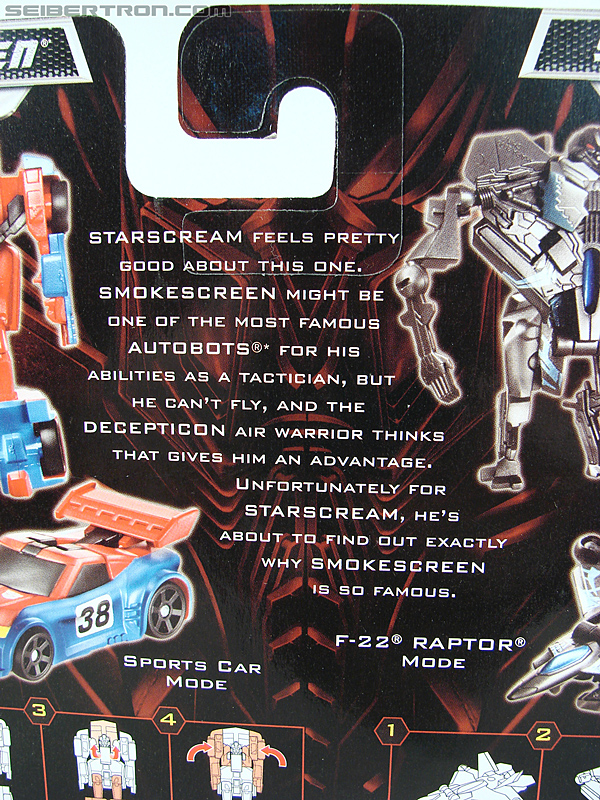 SEIBERTRON.COM
STARSCREAM FEELS PRETTY
GOOD ABOUT THIS ONE.
SMOKESCREEN MIGHT BE
ONE OF THE MOST FAMOUS
AUTOBOTS®* FOR HIS
ABILITIES AS A TACTICIAN, BUT
HE CAN'T FLY, AND THE
DECEPTICON AIR WARRIOR THINKS
THAT GIVES HIM AN ADVANTAGE.
UNFORTUNATELY FOR
STARSCREAM, HE'S
ABOUT TO FIND OUT EXACTLY
WHY SMOKESCREEN
IS SO FAMOUS.
38
SPORTS CAR
MODE
F-22® RAPTOR®
MODE
3 4 1 2